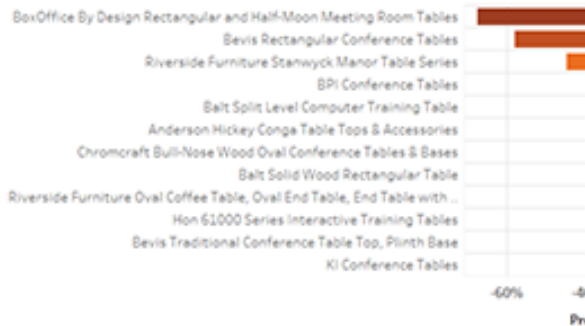 BoxOffice By Design Rectangular and Half-Moon Meeting Room Tables
Bevis Rectangular Conference Tables
Riverside Furniture Stanwyck Manor Table Series
BPI Conference Tables
Balt Split Level Computer Training Table
Anderson Hickey Conga Table Tops & Accessories
Chromcraft Bull-Nose Wood Oval Conference Tables & Bases
Balt Solid Wood Rectangular Table
Riverside Furniture Oval Coffee Table, Oval End Table, End Table with ..
Hon 61000 Series Interactive Training Tables
Bevis Traditional Conference Table Top, Plinth Base
KI Conference Tables
-60%